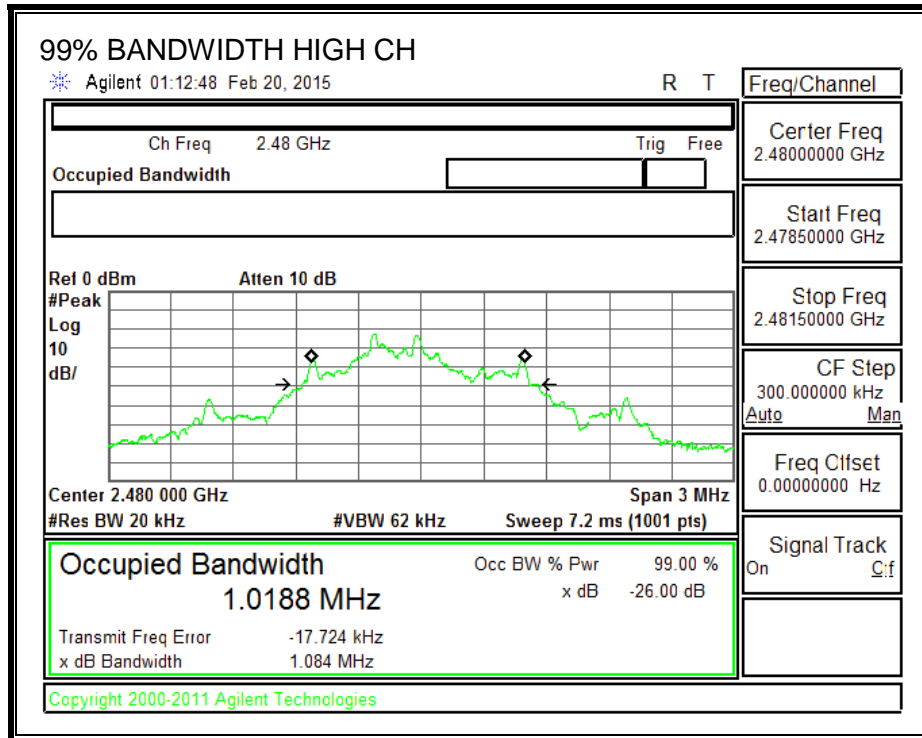 99% BANDWIDTH HIGH CH
Agilent 01:12:48 Feb 20, 2015 R T
Freq/Channel
Ch Freq 2.48 GHz Trig Free
Occupied Bandwidth
Center Freq
2.48000000 GHz
Start Freq
2.47850000 GHz
Stop Freq
2.48150000 GHz
CF Step
300.000000 kHz
Auto Man
Freq Offset
0.00000000 Hz
Signal Track
On Off
Ref 0 dBm Atten 10 dB
#Peak
Log
10
dB/
Center 2.480 000 GHz Span 3 MHz
#Res BW 20 kHz #VBW 62 kHz Sweep 7.2 ms (1001 pts)
Occupied Bandwidth
1.0188 MHz
Occ BW % Pwr 99.00 %
x dB -26.00 dB
Transmit Freq Error -17.724 kHz
x dB Bandwidth 1.084 MHz
Copyright 2000-2011 Agilent Technologies